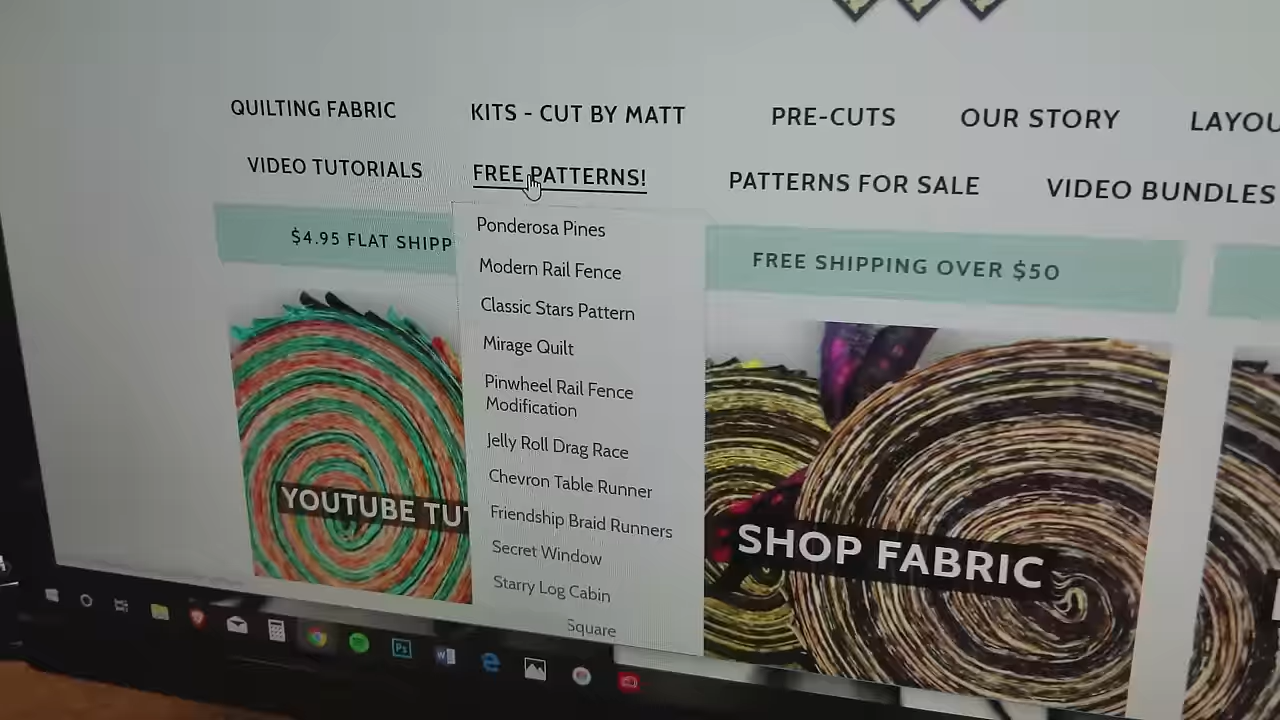 QUILTING FABRIC
KITS - CUT BY MATT
PRE-CUTS
OUR STORY
VIDEO TUTORIALS
FREE PATTERNS!
PATTERNS FOR SALE
VIDEO BUNDLES
$4.95 FLAT
FREE SHIPPING OVER $50
Ponderosa Pines
Modern Rail Fence
Classic Stars Pattern
Mirage Quilt
Pinwheel Rail Fence
Modification
Jelly Roll Drag Race
Chevron Table Runner
Friendship Braid Runners
Secret Window
Starry Log Cabin
Square
YOUTUBE
SHOP FABRIC
Ps